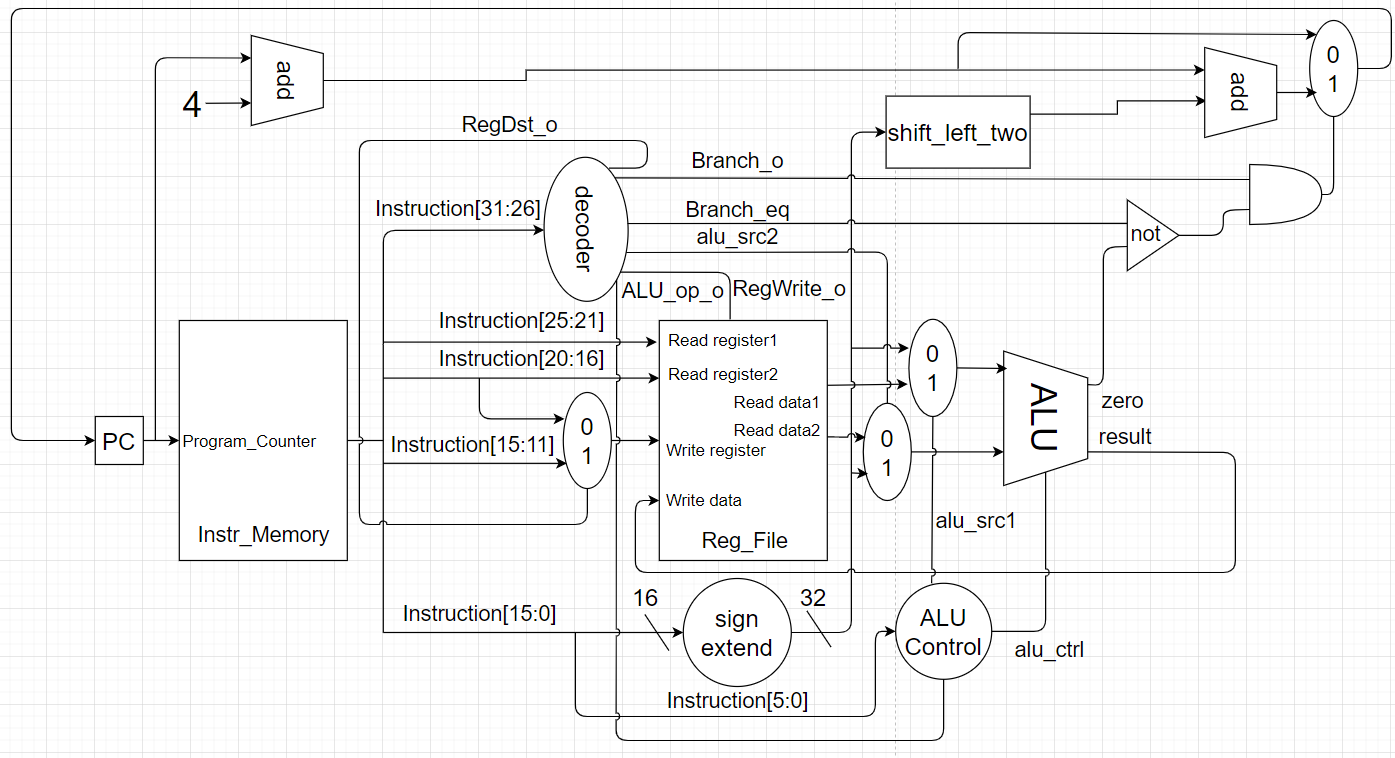 add
4
0
1
add
shift_left_two
RegDst_o
Branch_o
decoder
Instruction[31:26]
Branch_eq
alu_src2
not
ALU_op_o
RegWrite_o
Instruction[25:21]
Instruction[20:16]
Read register1
Read register2
Read data1
Read data2
Write register
Write data
Reg_File
0
1
Instruction[15:11]
0
1
0
1
ALU
zero
result
PC
Program_Counter
Instr_Memory
alu_src1
Instruction[15:0]
16
sign
extend
32
ALU
Control
alu_ctrl
Instruction[5:0]